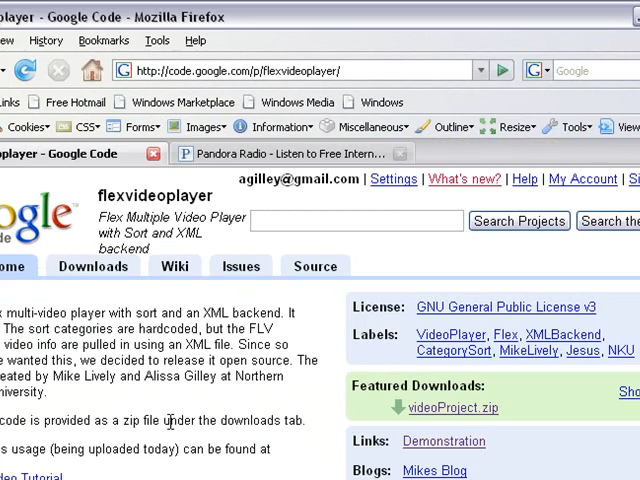 player - Google Code - Mozilla Firefox
ew History Bookmarks Tools Help
http://code.google.com/p/flexvideoplayer/ Google
inks Free Hotmail Windows Marketplace Windows Media Windows
Cookies CSS Forms Images Information Miscellaneous Outline Resize Tools View
player - Google Code Pandora Radio - Listen to Free Intern...
agilley@gmail.com | Settings | What's new? | Help | My Account | Si
ogle
de
flexvideoplayer
Flex Multiple Video Player
with Sort and XML
backend
Search Projects Search the
ome Downloads Wiki Issues Source
x multi-video player with sort and an XML backend. It
The sort categories are hardcoded, but the FLV
video info are pulled in using an XML file. Since so
e wanted this, we decided to release it open source. The
eated by Mike Lively and Alissa Gilley at Northern
niversity.
code is provided as a zip file under the downloads tab.
s usage (being uploaded today) can be found at
deo Tutorial
License: GNU General Public License v3
Labels: VideoPlayer, Flex, XMLBackend,
CategorySort, MikeLively, Jesus, NKU
Featured Downloads: Sho
videoProject.zip
Links: Demonstration
Blogs: Mikes Blog